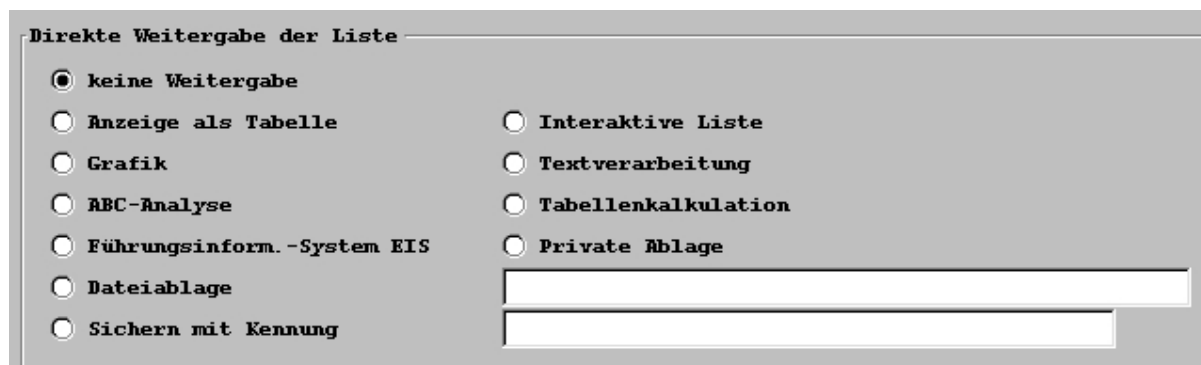 Direkte Weitergabe der Liste
keine Weitergabe
Anzeige als Tabelle Interaktive Liste
Grafik Textverarbeitung
ABC-Analyse Tabellenkalkulation
Führungsinform.-System EIS Private Ablage
Dateiablage
Sichern mit Kennung